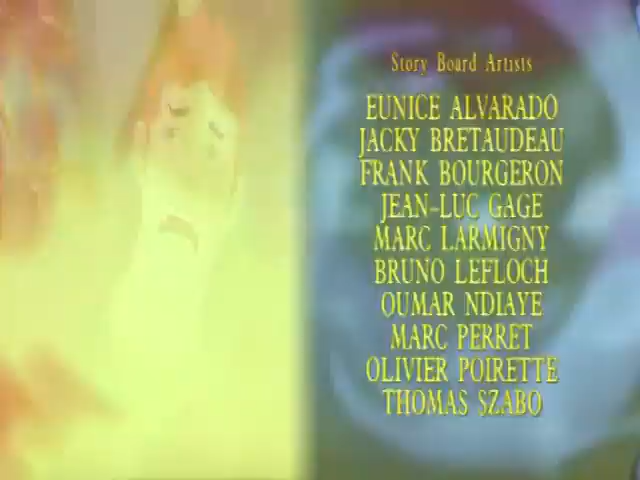 Story Board Artists
EUNICE ALVARADO
JACKY BRETAUDEAU
FRANK BOURGERON
JEAN-LUC GAGE
MARC LARMIGNY
BRUNO LEFLOCH
OUMAR NDIAYE
MARC PERRET
OLIVIER POIRETTE
THOMAS SZABO